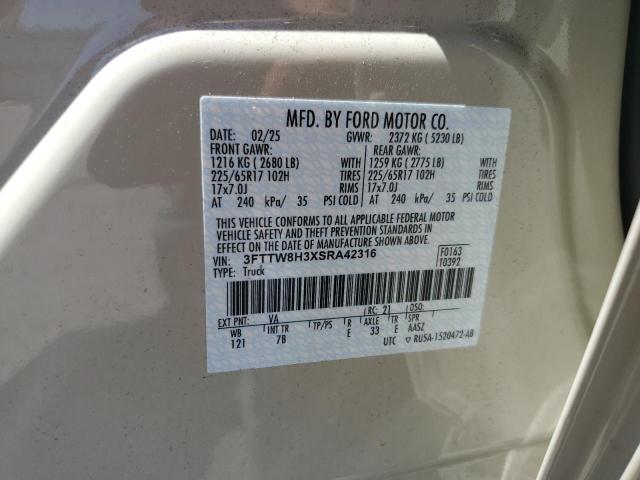 MFD. BY FORD MOTOR CO.
DATE: 02/25 GVWR: 2372 KG ( 5230 LB)
FRONT GAWR: REAR GAWR:
1216 KG ( 2680 LB) WITH 1259 KG ( 2775 LB) WITH
225/65R17 102H TIRES 225/65R17 102H TIRES
17x7.0J RIMS 17x7.0J RIMS
AT 240 kPa/ 35 PSI COLD AT 240 kPa/ 35 PSI COLD
THIS VEHICLE CONFORMS TO ALL APPLICABLE FEDERAL MOTOR
VEHICLE SAFETY AND THEFT PREVENTION STANDARDS IN
EFFECT ON THE DATE OF MANUFACTURE SHOWN ABOVE.
VIN: 3FTTW8H3XSRA42316 F0163
TYPE: Truck T0392
EXT PNT: VA RC: 21 DSO:
WB INT TR TP/PS R AXLE TR SPR
121 7B E 33 E AASZ
UTC RU5A-1520472-AB